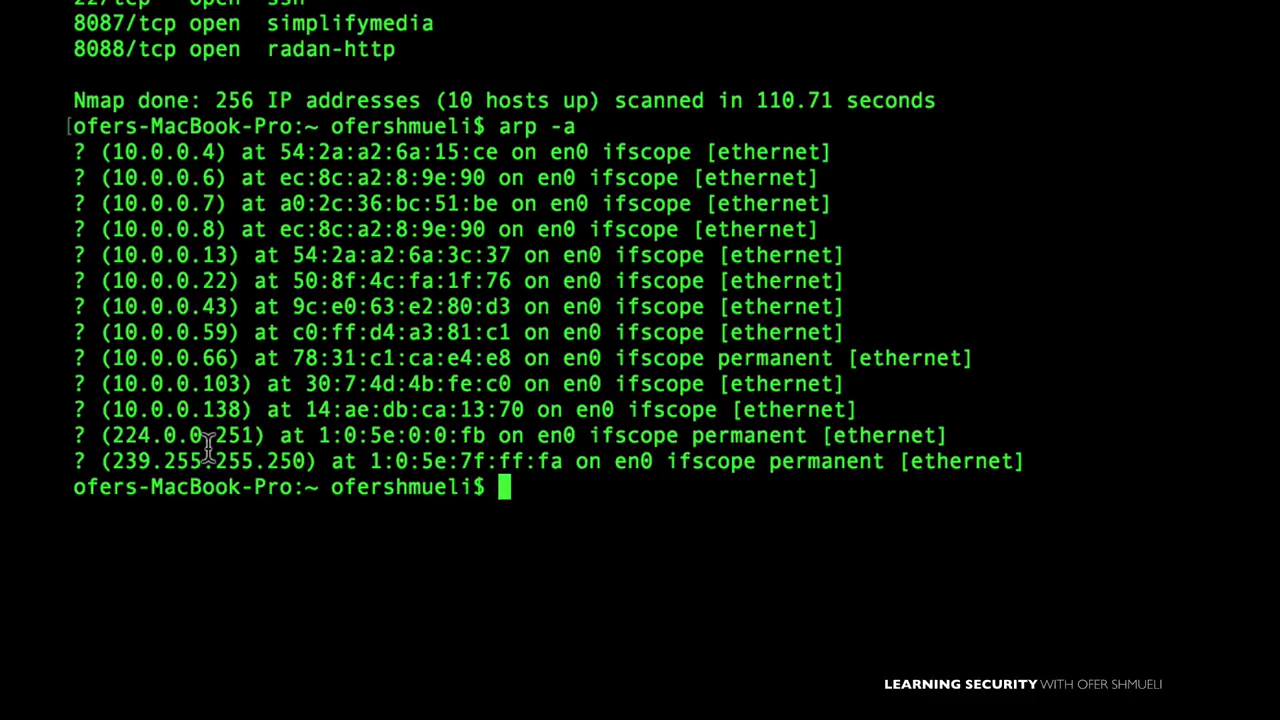 22/tcp open ssh
8087/tcp open simplifymedia
8088/tcp open radan-http
Nmap done: 256 IP addresses (10 hosts up) scanned in 110.71 seconds
[ofers-MacBook-Pro:~ ofershmueli$ arp -a
? (10.0.0.4) at 54:2a:a2:6a:15:ce on en0 ifscope [ethernet]
? (10.0.0.6) at ec:8c:a2:8:9e:90 on en0 ifscope [ethernet]
? (10.0.0.7) at a0:2c:36:bc:51:be on en0 ifscope [ethernet]
? (10.0.0.8) at ec:8c:a2:8:9e:90 on en0 ifscope [ethernet]
? (10.0.0.13) at 54:2a:a2:6a:3c:37 on en0 ifscope [ethernet]
? (10.0.0.22) at 50:8f:4c:fa:1f:76 on en0 ifscope [ethernet]
? (10.0.0.43) at 9c:e0:63:e2:80:d3 on en0 ifscope [ethernet]
? (10.0.0.59) at c0:ff:d4:a3:81:c1 on en0 ifscope [ethernet]
? (10.0.0.66) at 78:31:c1:ca:e4:e8 on en0 ifscope permanent [ethernet]
? (10.0.0.103) at 30:7:4d:4b:fe:c0 on en0 ifscope [ethernet]
? (10.0.0.138) at 14:ae:db:ca:13:70 on en0 ifscope [ethernet]
? (224.0.0.251) at 1:0:5e:0:0:fb on en0 ifscope permanent [ethernet]
? (239.255.255.250) at 1:0:5e:7f:ff:fa on en0 ifscope permanent [ethernet]
ofers-MacBook-Pro:~ ofershmueli$
LEARNING SECURITY WITH OFER SHMUELI